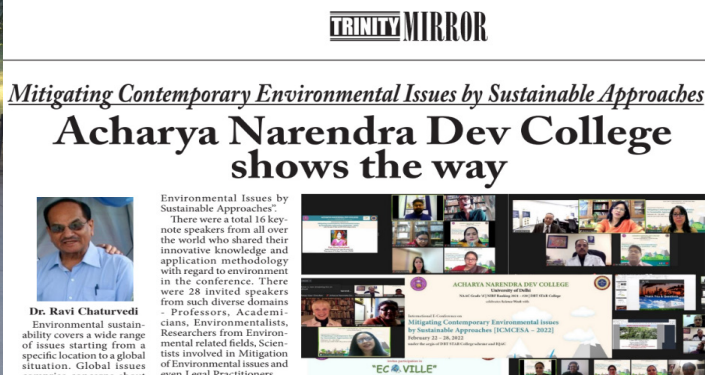 TRINITY MIRROR
Mitigating Contemporary Environmental Issues by Sustainable Approaches
Acharya Narendra Dev College
shows the way
Dr. Ravi Chaturvedi
Environmental sustain-
ability covers a wide range
of issues starting from a
specific location to a global
situation. Global issues
Environmental Issues by
Sustainable Approaches".
There were a total 16 key-
note speakers from all over
the world who shared their
innovative knowledge and
application methodology
with regard to environment
in the conference. There
were 28 invited speakers
from such diverse domains
- Professors, Academi-
cians, Environmentalists,
Researchers from Environ-
mental related fields, Scien-
tists involved in Mitigation
of Environmental issues and
even Legal Practitioners
ACHARYA NARENDRA DEV COLLEGE
University of Delhi
International E-Conference on
Mitigating Contemporary Environmental issues
by Sustainable Approaches [ICMCESA - 2022]
February 22 - 28, 2022
"ECO VILLE"